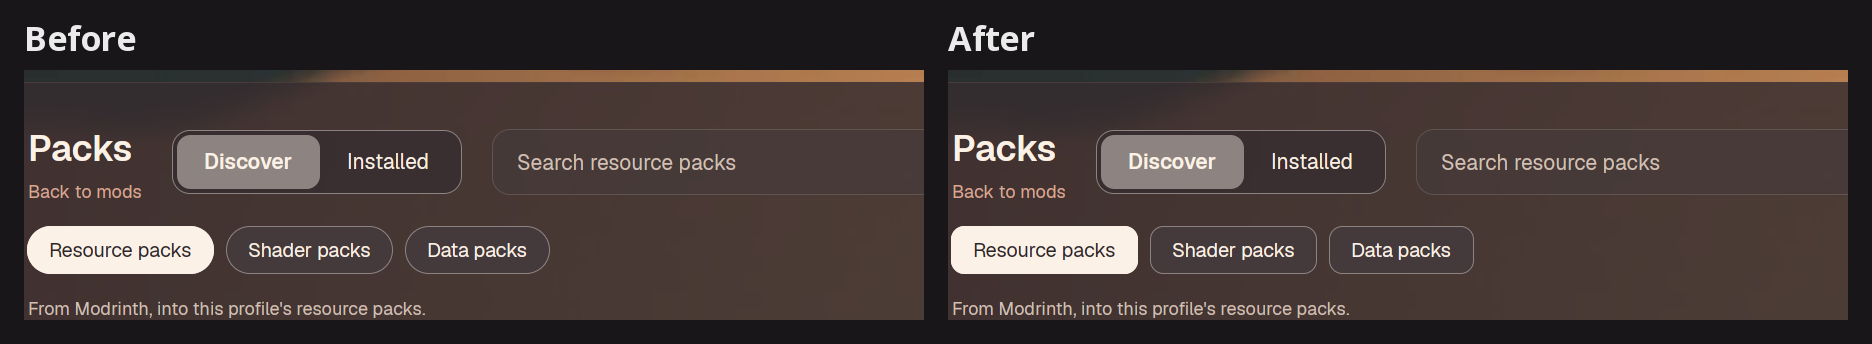 Before
Packs
Discover
Installed
Search resource packs
Back to mods
Resource packs
Shader packs
Data packs
From Modrinth, into this profile's resource packs.
After
Packs
Discover
Installed
Search resource packs
Back to mods
Resource packs
Shader packs
Data packs
From Modrinth, into this profile's resource packs.